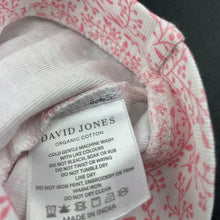 DAVID JONES
ORGANIC COTTON
COLD GENTLE MACHINE WASH
WITH LIKE COLOURS
DO NOT BLEACH, SOAK OR RUB
DO NOT TWIST OR WRING
DO NOT TUMBLE DRY
LINE DRY
DO NOT IRON PRINT, EMBROIDERY OR TRIM
WARM IRON
DO NOT DRY CLEAN
MADE IN INDIA